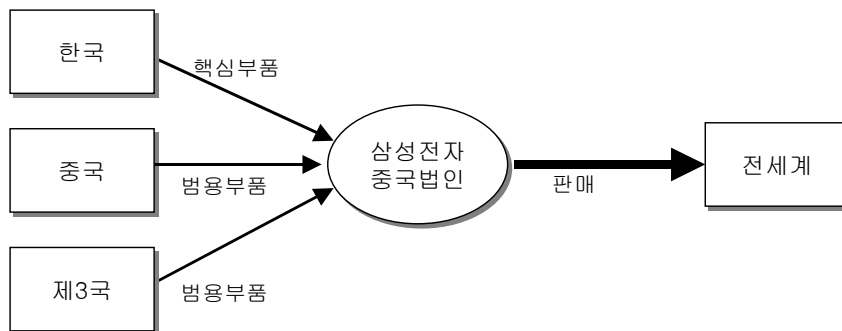 한국
핵심부품
중국
범용부품
제3국
범용부품
삼성전자
중국법인
판매
전세계